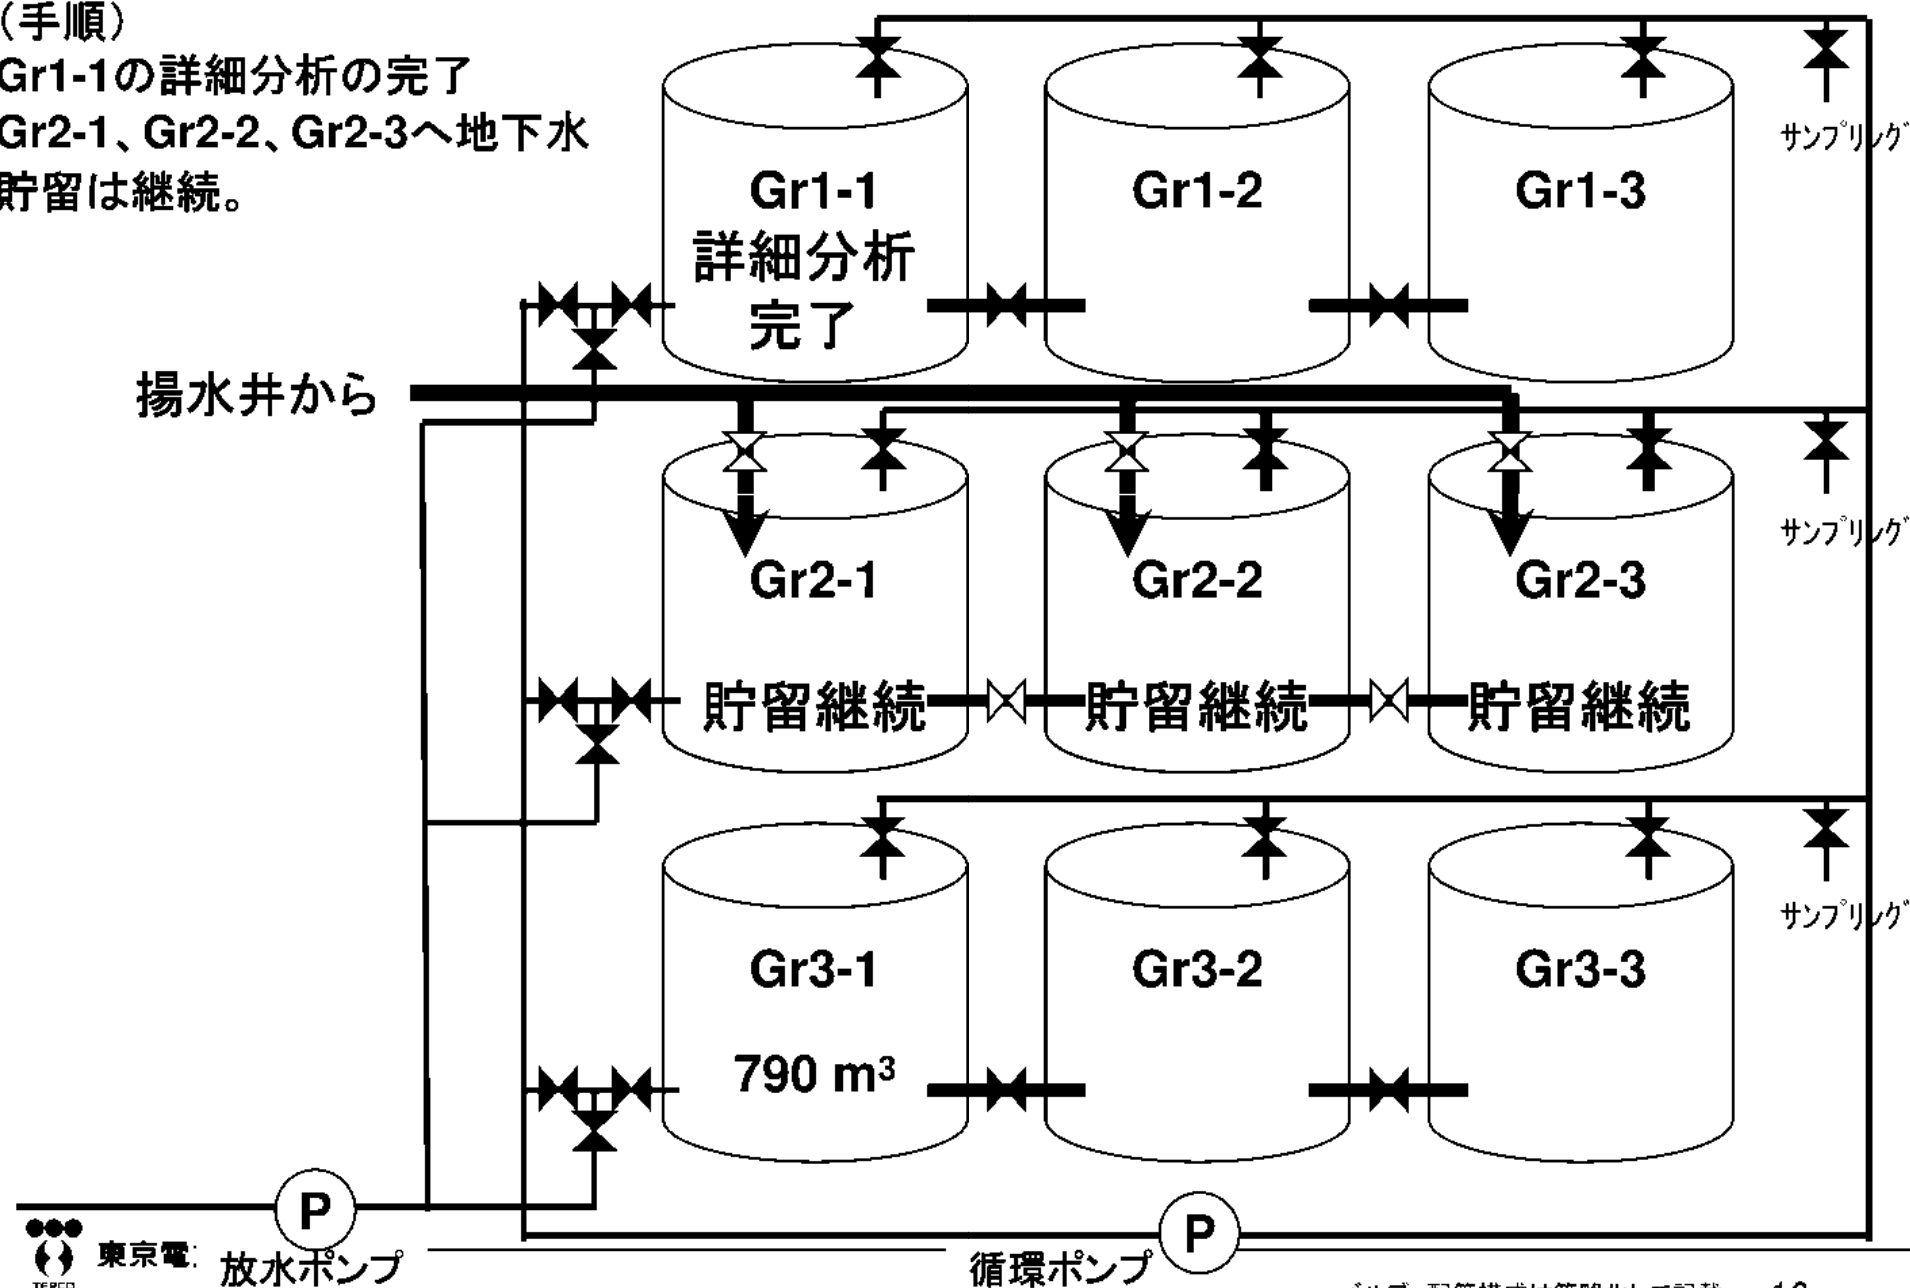 (手順)
Gr1-1の詳細分析の完了
Gr2-1、Gr2-2、Gr2-3へ地下水
貯留は継続。
Gr1-1
詳細分析
完了
Gr1-2
Gr1-3
サンプリング
揚水井から
Gr2-1
貯留継続
Gr2-2
貯留継続
Gr2-3
貯留継続
サンプリング
Gr3-1
790 m³
Gr3-2
Gr3-3
サンプリング
P
放水ポンプ
P
循環ポンプ
東京電
TEPCO